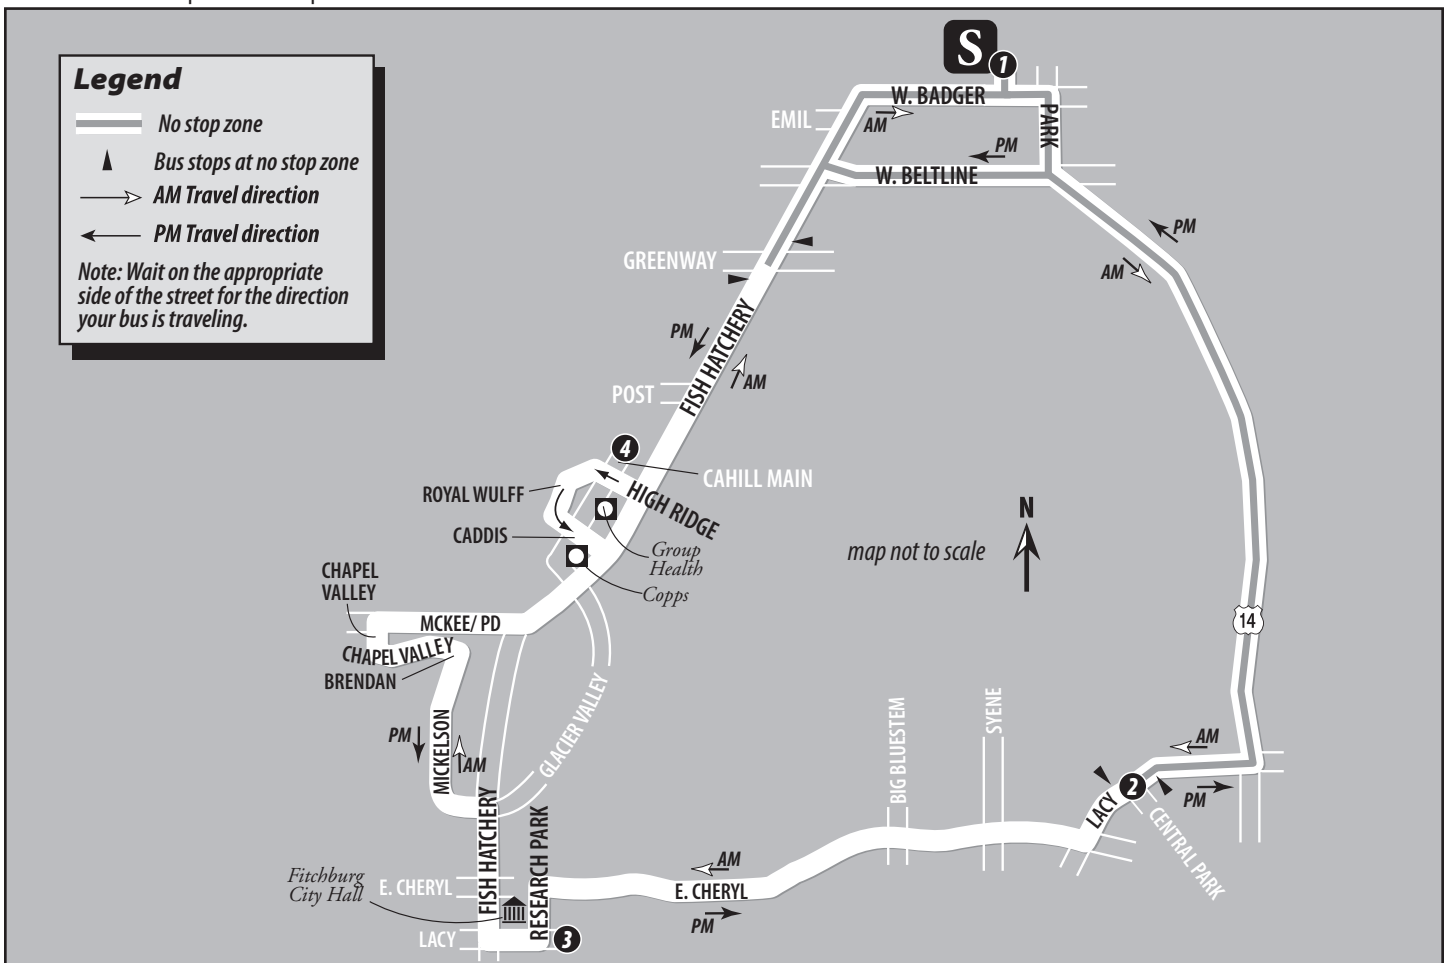 Legend
No stop zone
Bus stops at no stop zone
AM Travel direction
PM Travel direction
Note: Wait on the appropriate
side of the street for the direction
your bus is traveling.
S
1
W. BADGER
EMIL
AM
PARK
PM
W. BELTLINE
PM
AM
GREENWAY
FISH HATCHERY
PM
AM
POST
4
CAHILL MAIN
ROYAL WULFF
HIGH RIDGE
CADDIS
Group
Health
Copps
N
map not to scale
CHAPEL
VALLEY
MCKEE/ PD
CHAPEL VALLEY
BRENDAN
14
GLACIER VALLEY
BIG BLUESTEM
SYENE
MICKELSON
PM
AM
AM
PM
2
LACY
CENTRAL PARK
FISH HATCHERY
RESEARCH PARK
Fitchburg
City Hall
E. CHERYL
AM
E. CHERYL
PM
LACY
3